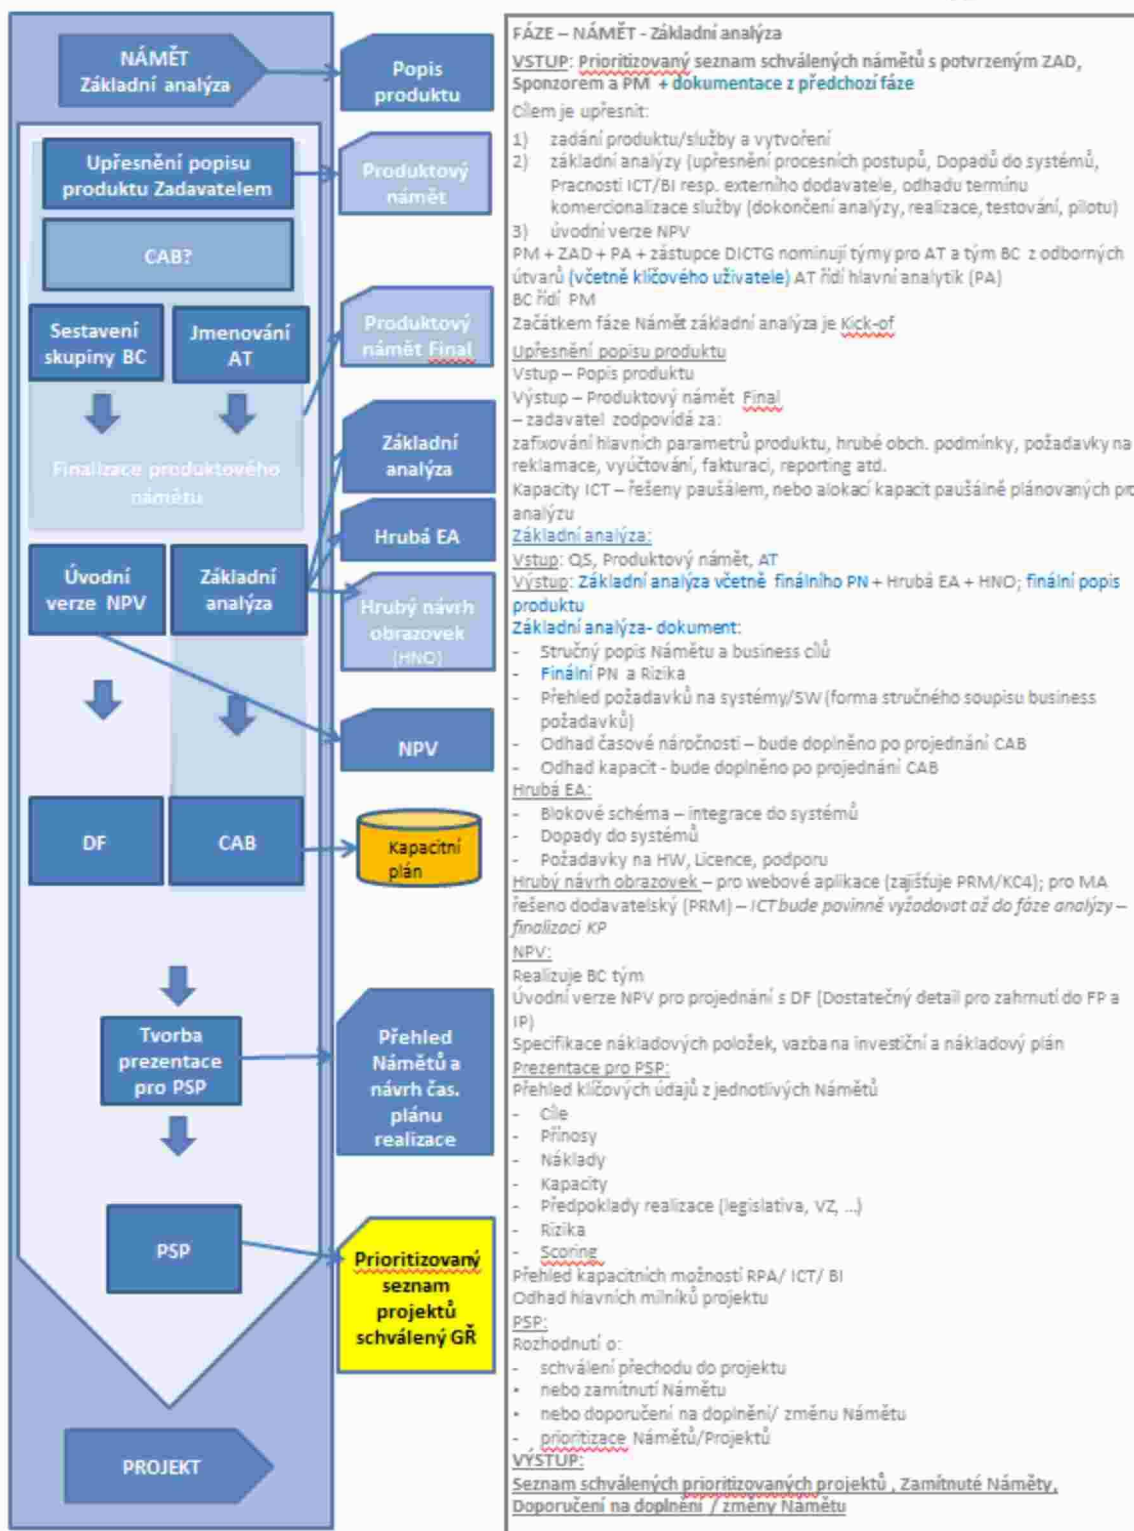 NÁMĚT
Základní analýza
Popis
produktu
Upřesnění popisu
produktu Zadavatelem
Produktový
námět
CAB?
Sestavení
skupiny BC
Jmenování
AT
Produktový
námět Final
Finalizace produktového
námětu
Základní
analýza
Hrubá EA
Úvodní
verze NPV
Základní
analýza
Hrubý návrh
obrazovek
(HNO)
NPV
DF
CAB
Kapacitní
plán
Tvorba
prezentace
pro PSP
Přehled
Námětů a
návrh čas.
plánu
realizace
PSP
Prioritizovaný
seznam
projektů
schválený GŘ
PROJEKT
FÁZE – NÁMĚT - Základní analýza
VSTUP: Prioritizovaný seznam schválených námětů s potvrzeným ZAD,
Sponzorem a PM + dokumentace z předchozí fáze
Cílem je upřesnit:
1) zadání produktu/služby a vytvoření
2) základní analýzy (upřesnění procesních postupů, Dopadů do systémů,
Pracnosti ICT/BI resp. externího dodavatele, odhadu termínu
komercionalizace služby (dokončení analýzy, realizace, testování, pilotu)
3) úvodní verze NPV
PM + ZAD + PA + zástupce DICTG nominují týmy pro AT a tým BC z odborných
útvarů (včetně klíčového uživatele) AT řídí hlavní analytik (PA)
BC řídí PM
Začátkem fáze Námět základní analýza je Kick-of
Upřesnění popisu produktu
Vstup – Popis produktu
Výstup – Produktový námět Final
– zadavatel zodpovídá za:
zafixování hlavních parametrů produktu, hrubé obch. podmínky, požadavky na
reklamace, vyúčtování, fakturaci, reporting atd.
Kapacity ICT – řešeny paušálem, nebo alokací kapacit paušálně plánovaných pro
analýzu
Základní analýza:
Vstup: QS, Produktový námět, AT
Výstup: Základní analýza včetně finálního PN + Hrubá EA + HNO; finální popis
produktu
Základní analýza- dokument:
- Stručný popis Námětu a business cílů
- Finální PN a Rizika
- Přehled požadavků na systémy/SW (forma stručného soupisu business
požadavků)
- Odhad časové náročnosti – bude doplněno po projednání CAB
- Odhad kapacit - bude doplněno po projednání CAB
Hrubá EA:
- Blokové schéma – integrace do systémů
- Dopady do systémů
- Požadavky na HW, Licence, podporu
Hrubý návrh obrazovek – pro webové aplikace (zajišťuje PRM/KC4); pro MA
řešeno dodavatelský (PRM) – ICT bude povinně vyžadovat až do fáze analýzy –
finalizaci KP
NPV:
Realizuje BC tým
Úvodní verze NPV pro projednání s DF (Dostatečný detail pro zahrnutí do FP a
IP)
Specifikace nákladových položek, vazba na investiční a nákladový plán
Prezentace pro PSP:
Přehled klíčových údajů z jednotlivých Námětů
- Cíle
- Přínosy
- Náklady
- Kapacity
- Předpoklady realizace (legislativa, VZ, ...)
- Rizika
- Scoring
Přehled kapacitních možností RPA/ ICT/ BI
Odhad hlavních milníků projektu
PSP:
Rozhodnutí o:
- schválení přechodu do projektu
• nebo zamítnutí Námětu
• nebo doporučení na doplnění/ změnu Námětu
- prioritizace Námětů/Projektů
VÝSTUP:
Seznam schválených prioritizovaných projektů , Zamítnuté Náměty,
Doporučení na doplnění / změny Námětu